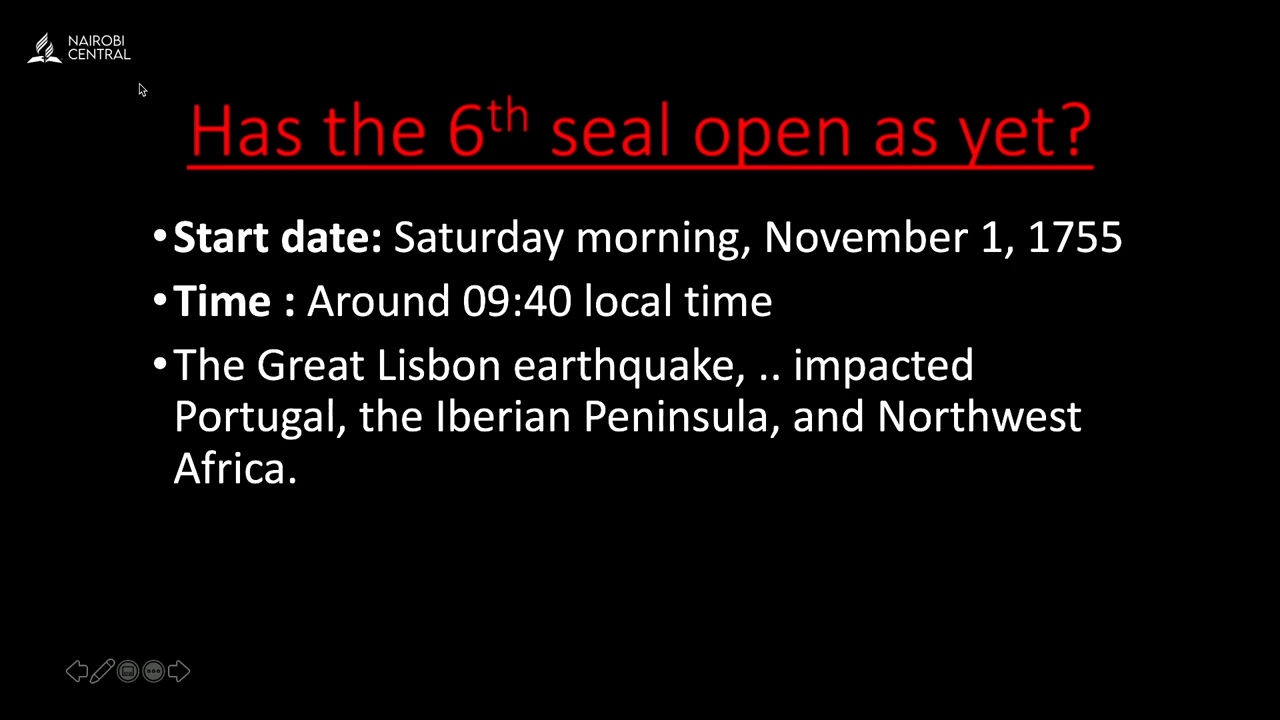 NAIROBI
CENTRAL
Has the 6th seal open as yet?
•Start date: Saturday morning, November 1, 1755
•Time : Around 09:40 local time
•The Great Lisbon earthquake, .. impacted
Portugal, the Iberian Peninsula, and Northwest
Africa.